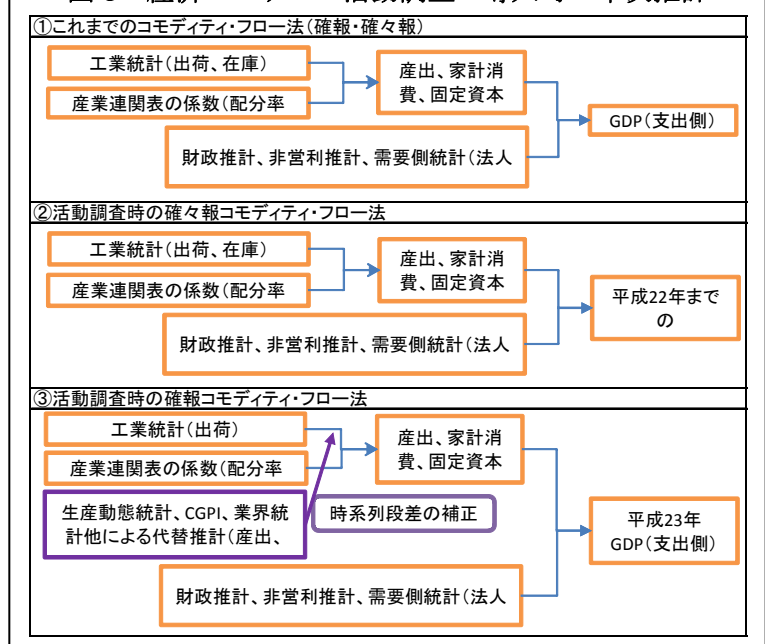 ①これまでのコモディティ・フロー法（確報・確々報）
工業統計（出荷、在庫）
産業連関表の係数（配分率
産出、家計消
費、固定資本
GDP（支出側）
財政推計、非営利推計、需要側統計（法人
②活動調査時の確々報コモディティ・フロー法
工業統計（出荷、在庫）
産業連関表の係数（配分率
産出、家計消
費、固定資本
平成22年まで
の
財政推計、非営利推計、需要側統計（法人
③活動調査時の確報コモディティ・フロー法
工業統計（出荷）
産業連関表の係数（配分率
産出、家計消
費、固定資本
生産動態統計、CGPI、業界統
計他による代替推計（産出、
時系列段差の補正
平成23年
GDP（支出側）
財政推計、非営利推計、需要側統計（法人